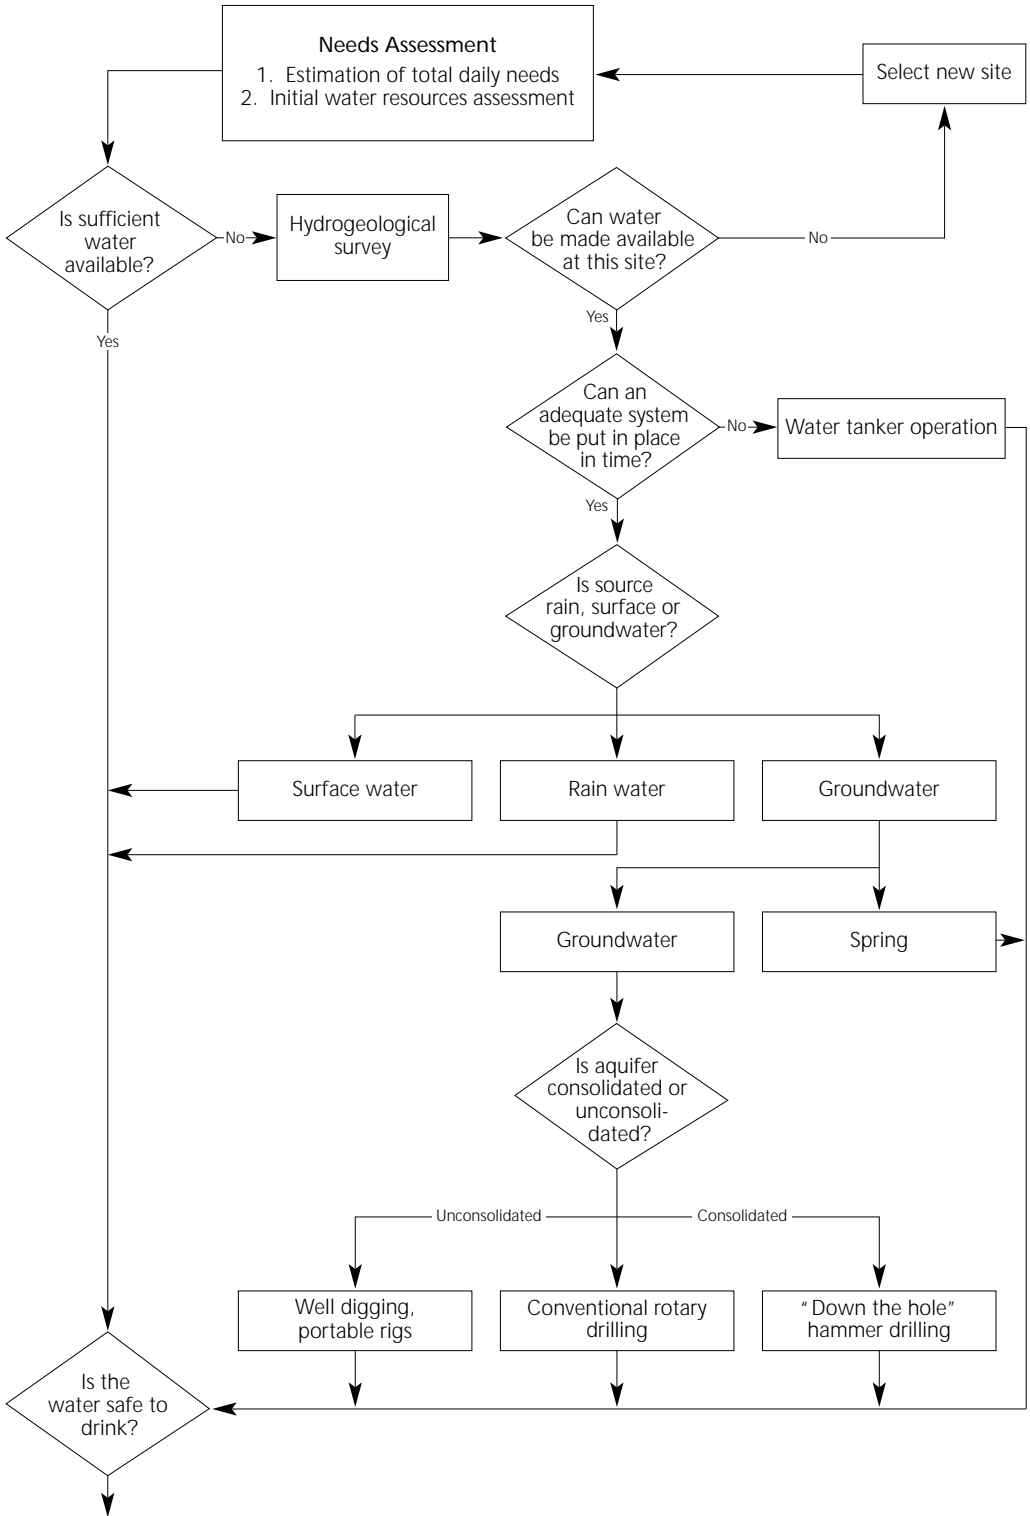 Needs Assessment
1. Estimation of total daily needs
2. Initial water resources assessment
Select new site
Is sufficient
water
available?
No
Hydrogeological
survey
Can water
be made available
at this site?
No
Yes
Yes
Can an
adequate system
be put in place
in time?
No
Water tanker operation
Yes
Is source
rain, surface or
groundwater?
Surface water
Rain water
Groundwater
Groundwater
Spring
Is aquifer
consolidated or
unconsoli-
dated?
Unconsolidated
Consolidated
Well digging,
portable rigs
Conventional rotary
drilling
“Down the hole”
hammer drilling
Is the
water safe to
drink?